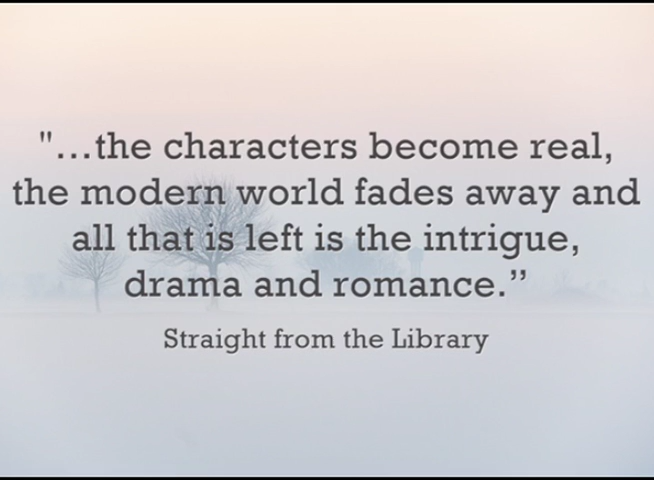 "...the characters become real,
the modern world fades away and
all that is left is the intrigue,
drama and romance.”
Straight from the Library